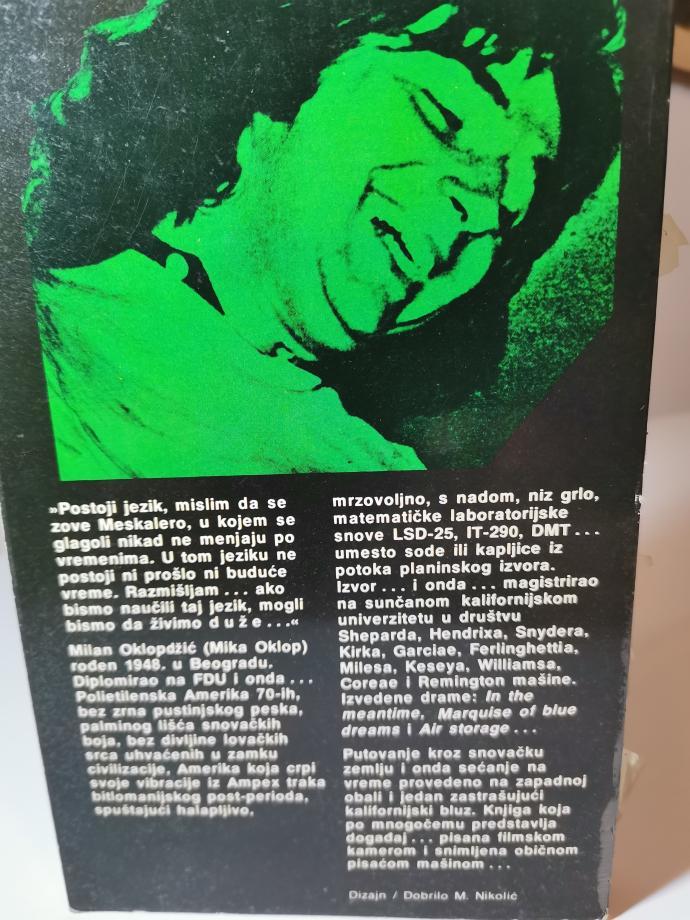 »Postoji jezik, mislim da se
zove Meskalero, u kojem se
glagoli nikad ne menjaju po
vremenima. U tom jeziku ne
postoji ni prošlo ni buduće
vreme. Razmišljam... ako
bismo naučili taj jezik, mogli
bismo da živimo d u ž e ...«
Milan Oklopdžić (Mika Oklop)
rođen 1948. u Beogradu.
Diplomirao na FDU i onda ...
Polietilenska Amerika 70-ih,
bez zrna pustinjskog peska,
palminog lišća snovačkih
boja, bez divljine lovačkih
srca uhvaćenih u zamku
civilizacije, Amerika koja crpi
svoje vibracije iz Ampex traka
bitlomanijskog post-perioda,
spuštajući halapljivo,
mrzovoljno, s nadom, niz grlo,
matematičke laboratorijske
snove LSD-25, IT-290, DMT...
umesto sode ili kapljice iz
potoka planinskog izvora.
Izvor... i onda... magistrirao
na sunčanom kalifornijskom
univerzitetu u društvu
Sheparda, Hendrixa, Snydera,
Kirka, Garciae, Ferlinghettia,
Milesa, Keseya, Williamsa,
Coreae i Remington mašine.
Izvedene drame: In the
meantime, Marquise of blue
dreams i Air storage...
Putovanje kroz snovačku
zemlju i onda sećanje na
vreme provedeno na zapadnoj
obali i jedan zastrašujući
kalifornijski bluz. Knjiga koja
po mnogočemu predstavlja
događaj... pisana filmskom
kamerom i snimljena običnom
pisaćom mašinom...
Dizajn / Dobrilo M. Nikolić